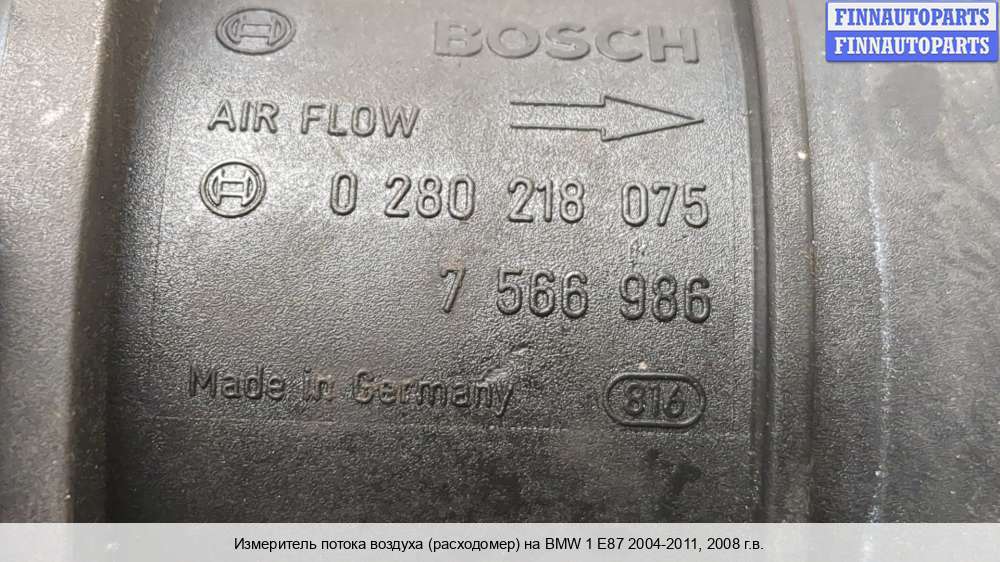 FINNAUTOPARTS
FINNAUTOPARTS
BOSCH
AIR FLOW
0 280 218 075
7 566 986
Made in Germany
816
Измеритель потока воздуха (расходомер) на BMW 1 E87 2004-2011, 2008 г.в.